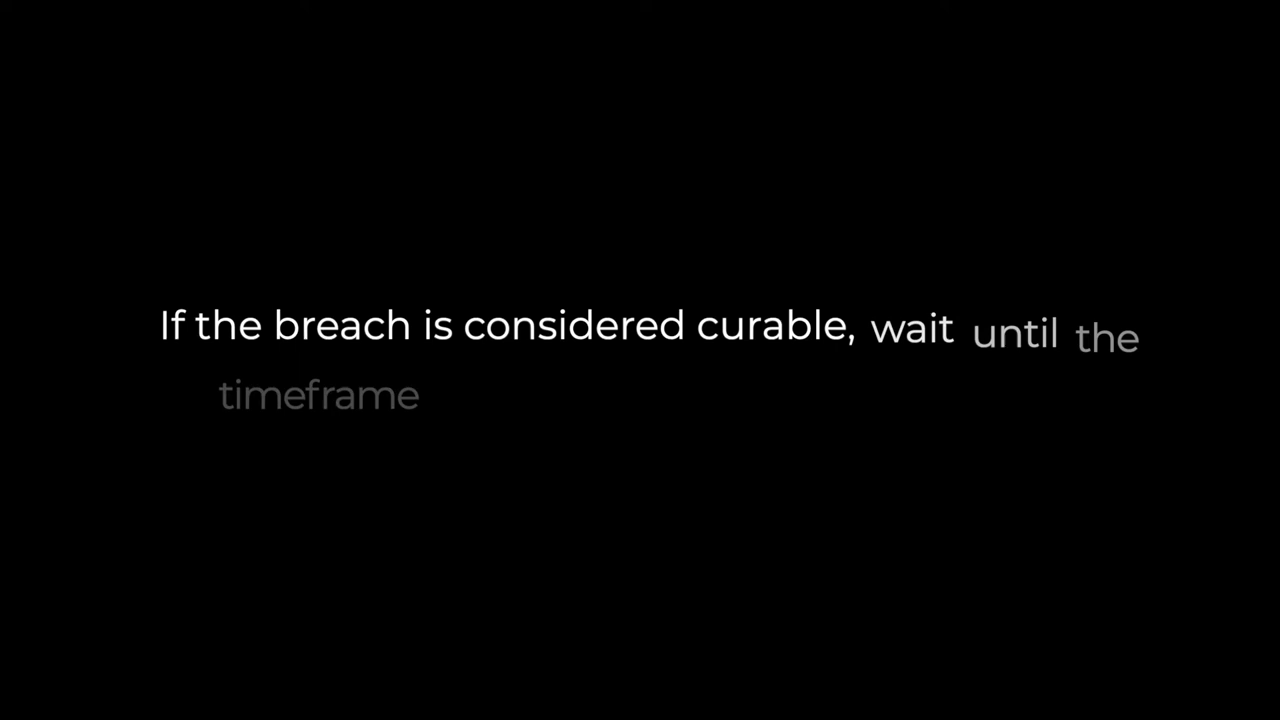 If the breach is considered curable, wait until the
timeframe